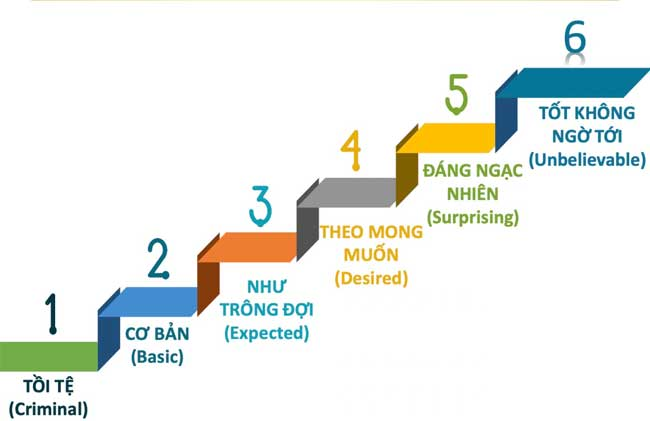 1
TỒI TỆ
(Criminal)
2
CƠ BẢN
(Basic)
3
NHƯ
TRÔNG ĐỢI
(Expected)
4
THEO MONG
MUỐN
(Desired)
5
ĐÁNG NGẠC
NHIÊN
(Surprising)
6
TỐT KHÔNG
NGỜ TỚI
(Unbelievable)